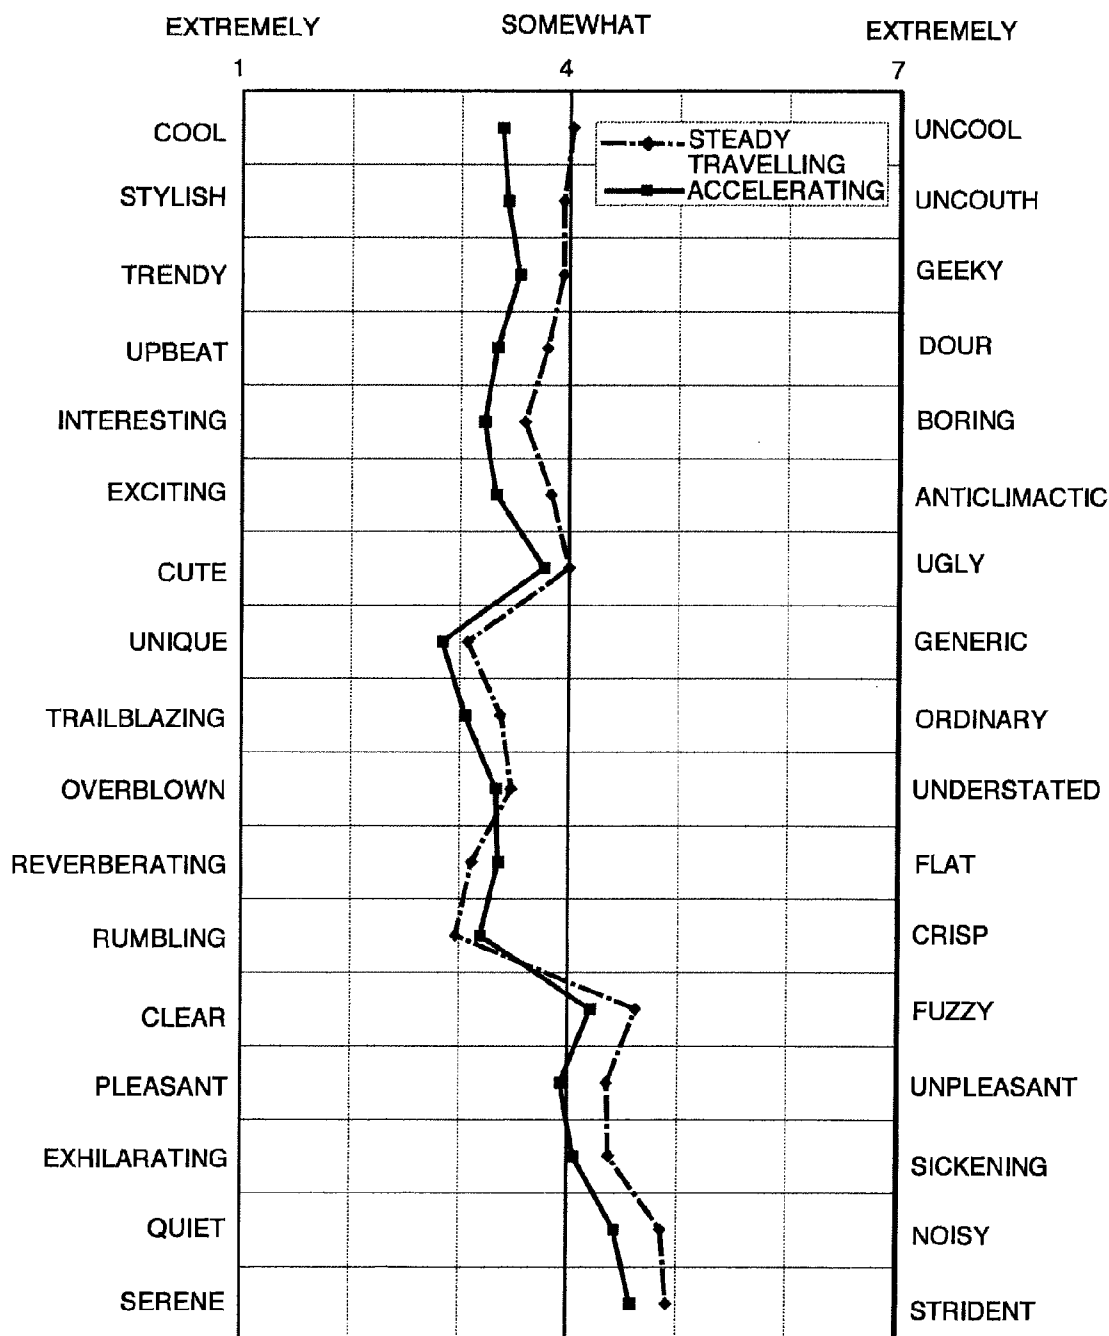 EXTREMELY SOMEWHAT EXTREMELY
1 4 7
COOL UNCOOL
STEADY
TRAVELLING
ACCELERATING
STYLISH UNCOUTH
TRENDY GEEKY
UPBEAT DOUR
INTERESTING BORING
EXCITING ANTICLIMACTIC
CUTE UGLY
UNIQUE GENERIC
TRAILBLAZING ORDINARY
OVERBLOWN UNDERSTATED
REVERBERATING FLAT
RUMBLING CRISP
CLEAR FUZZY
PLEASANT UNPLEASANT
EXHILARATING SICKENING
QUIET NOISY
SERENE STRIDENT